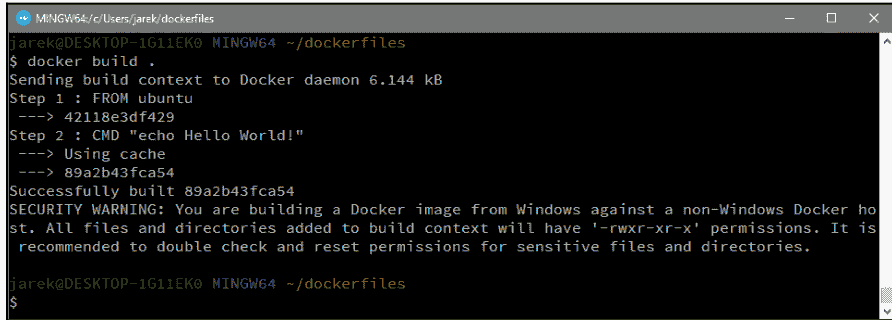 MINGW64:/c/Users/jarek/dockerfiles
jarek@DESKTOP-1G11EK0 MINGW64 ~/dockerfiles
$ docker build .
Sending build context to Docker daemon 6.144 kB
Step 1 : FROM ubuntu
---> 42118e3df429
Step 2 : CMD "echo Hello World!"
---> Using cache
---> 89a2b43fca54
Successfully built 89a2b43fca54
SECURITY WARNING: You are building a Docker image from Windows against a non-Windows Docker ho
st. All files and directories added to build context will have '-rwxr-xr-x' permissions. It is
recommended to double check and reset permissions for sensitive files and directories.
jarek@DESKTOP-1G11EK0 MINGW64 ~/dockerfiles
$